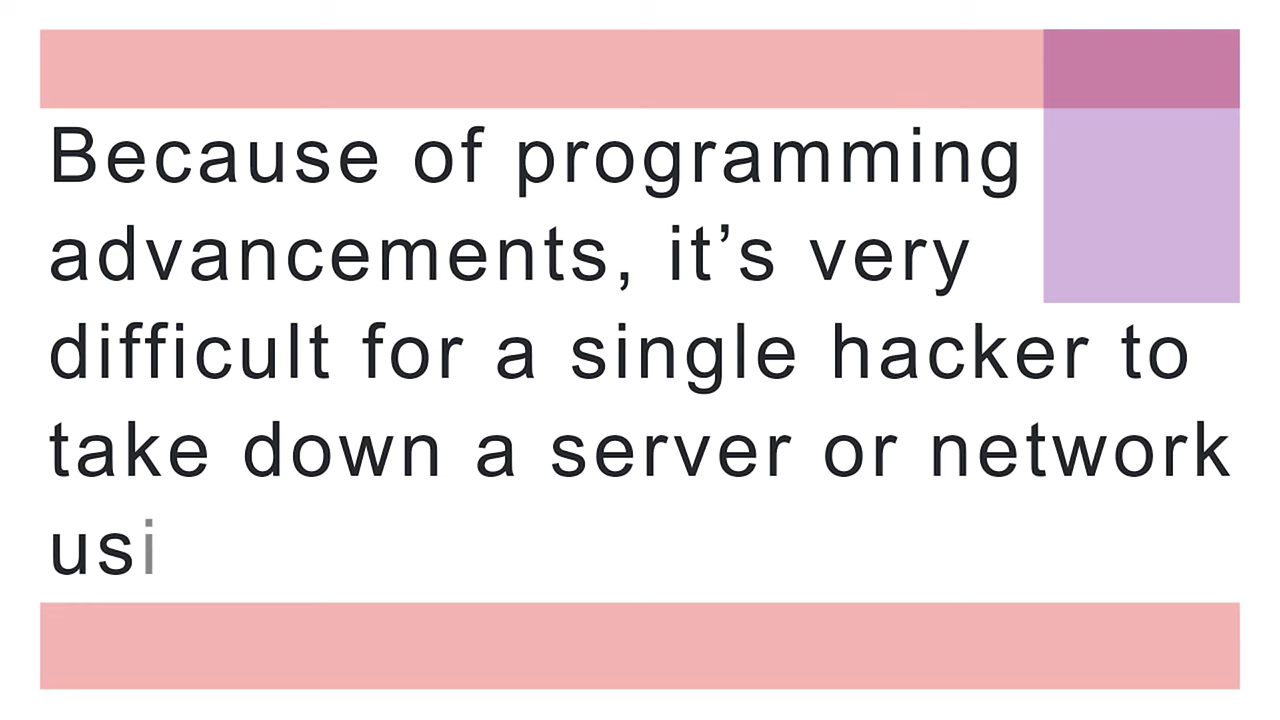 Because of programming
advancements, it’s very
difficult for a single hacker to
take down a server or network
usi